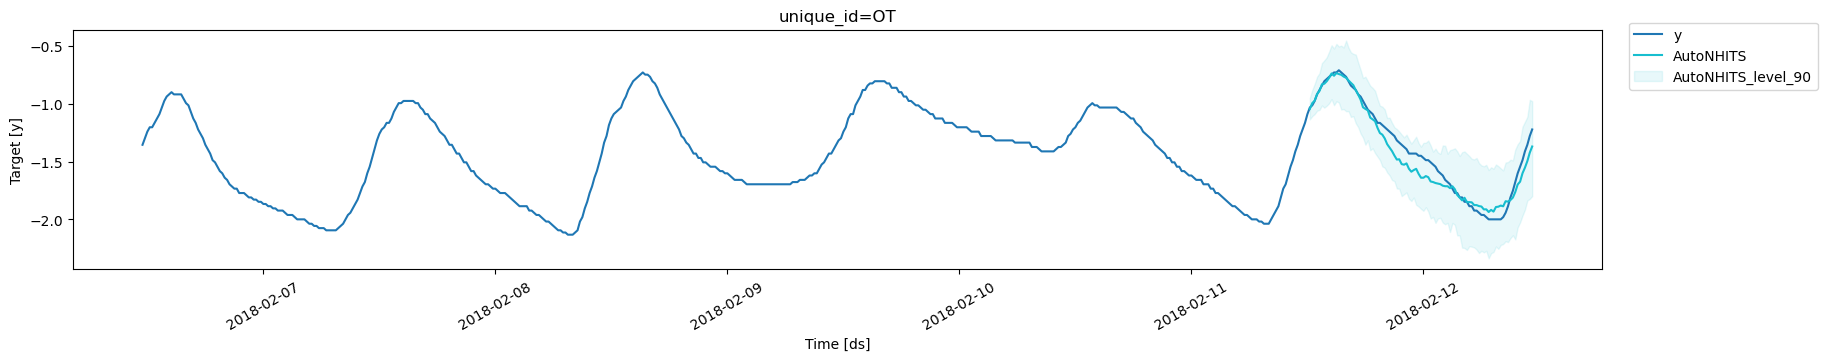 unique_id=OT
y
AutoNHITS
AutoNHITS_level_90
Target [y]
−0.5
−1.0
−1.5
−2.0
2018-02-07
2018-02-08
2018-02-09
2018-02-10
2018-02-11
2018-02-12
Time [ds]